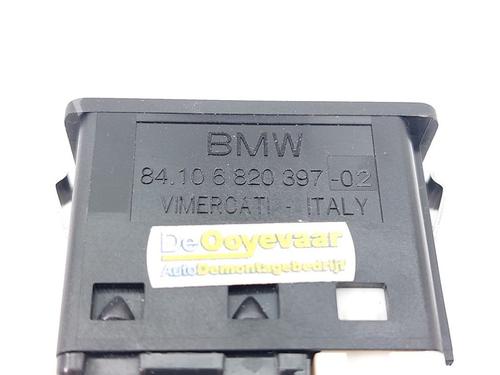 BMW
84.10 6 820 397 -02
VIMERCATI - ITALY
DeOoyevaar
AutoDemontagebedrijf